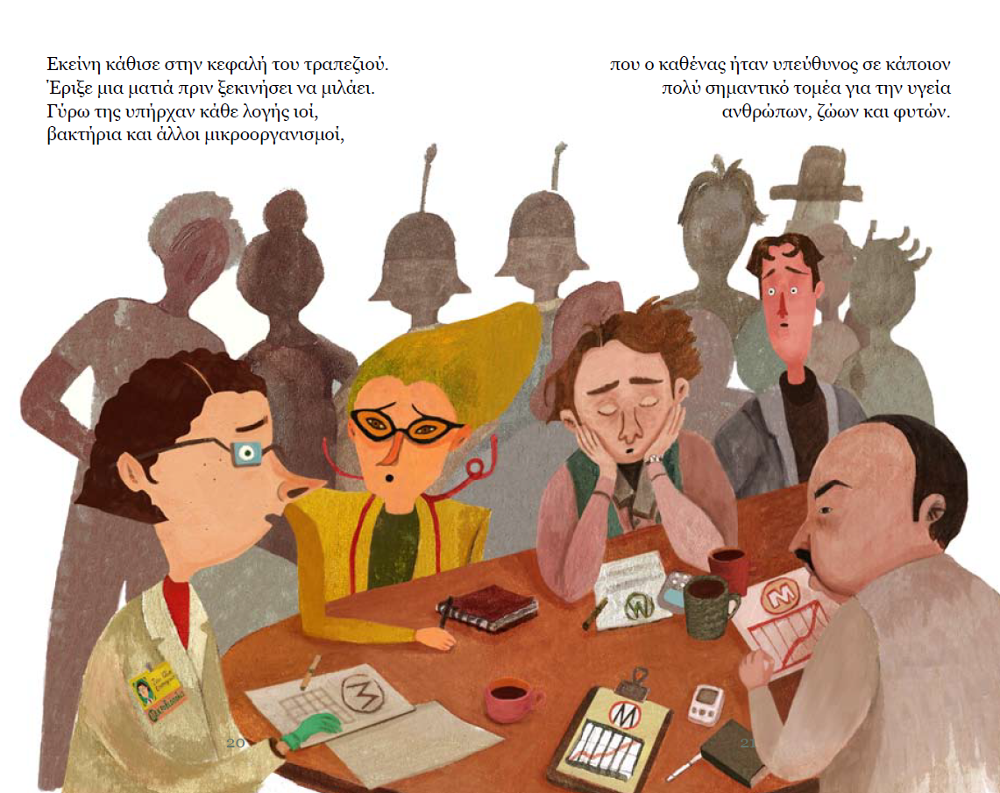 Εκείνη κάθισε στην κεφαλή του τραπεζιού.
Έριξε μια ματιά πριν ξεκινήσει να μιλάει.
Γύρω της υπήρχαν κάθε λογής ιοί,
βακτήρια και άλλοι μικροοργανισμοί,
που ο καθένας ήταν υπεύθυνος σε κάποιον
πολύ σημαντικό τομέα για την υγεία
ανθρώπων, ζώων και φυτών.
W
M
M
M
20
21